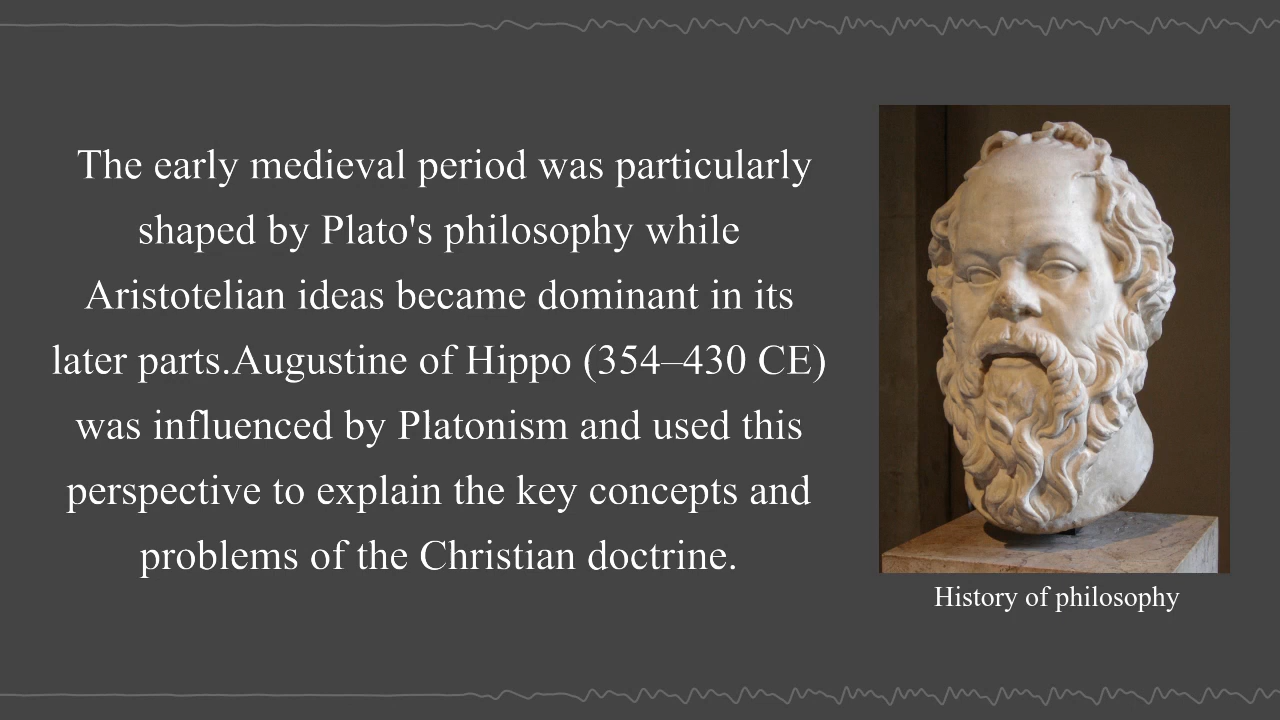 The early medieval period was particularly
shaped by Plato's philosophy while
Aristotelian ideas became dominant in its
later parts.Augustine of Hippo (354–430 CE)
was influenced by Platonism and used this
perspective to explain the key concepts and
problems of the Christian doctrine.
History of philosophy